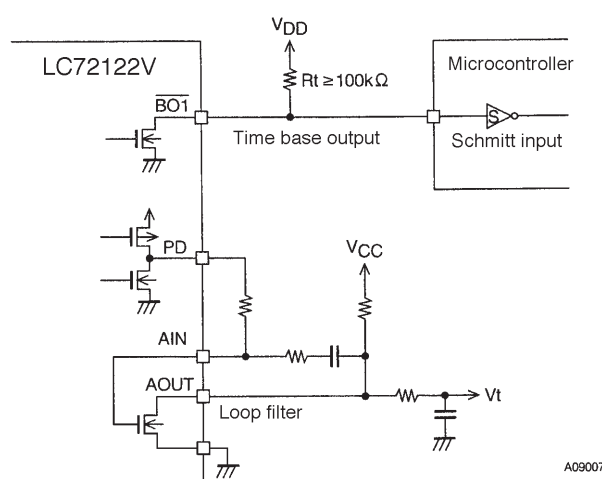 VDD
LC72122V
Rt ≥ 100kΩ
Microcontroller
BO1
S
Time base output
Schmitt input
PD
VCC
AIN
AOUT
Loop filter
Vt
A09007